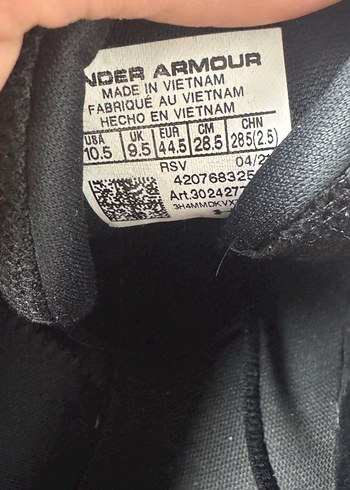 NDER ARMOUR
MADE IN VIETNAM
FABRIQUÉ AU VIETNAM
HECHO EN VIETNAM
USA UK EUR CM CHN
10.5 9.5 44.5 28.5 285(2.5)
RSV 04/2
420768325
Art.302427